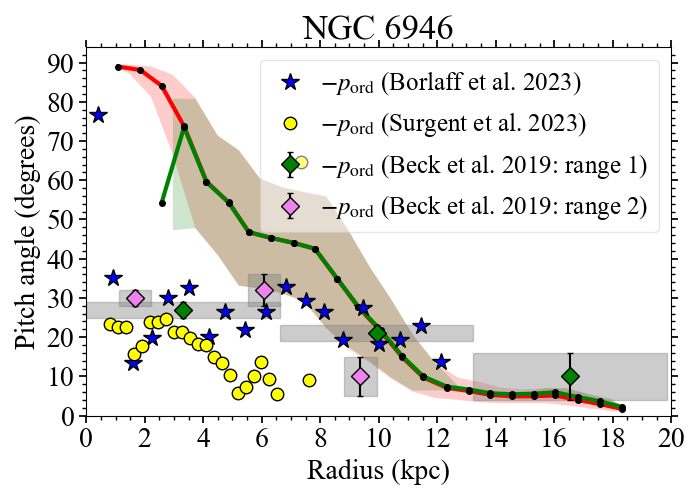 NGC 6946
Pitch angle (degrees)
90
80
70
60
50
40
30
20
10
0
−p_ord (Borlaff et al. 2023)
−p_ord (Surgent et al. 2023)
−p_ord (Beck et al. 2019: range 1)
−p_ord (Beck et al. 2019: range 2)
0 2 4 6 8 10 12 14 16 18 20
Radius (kpc)